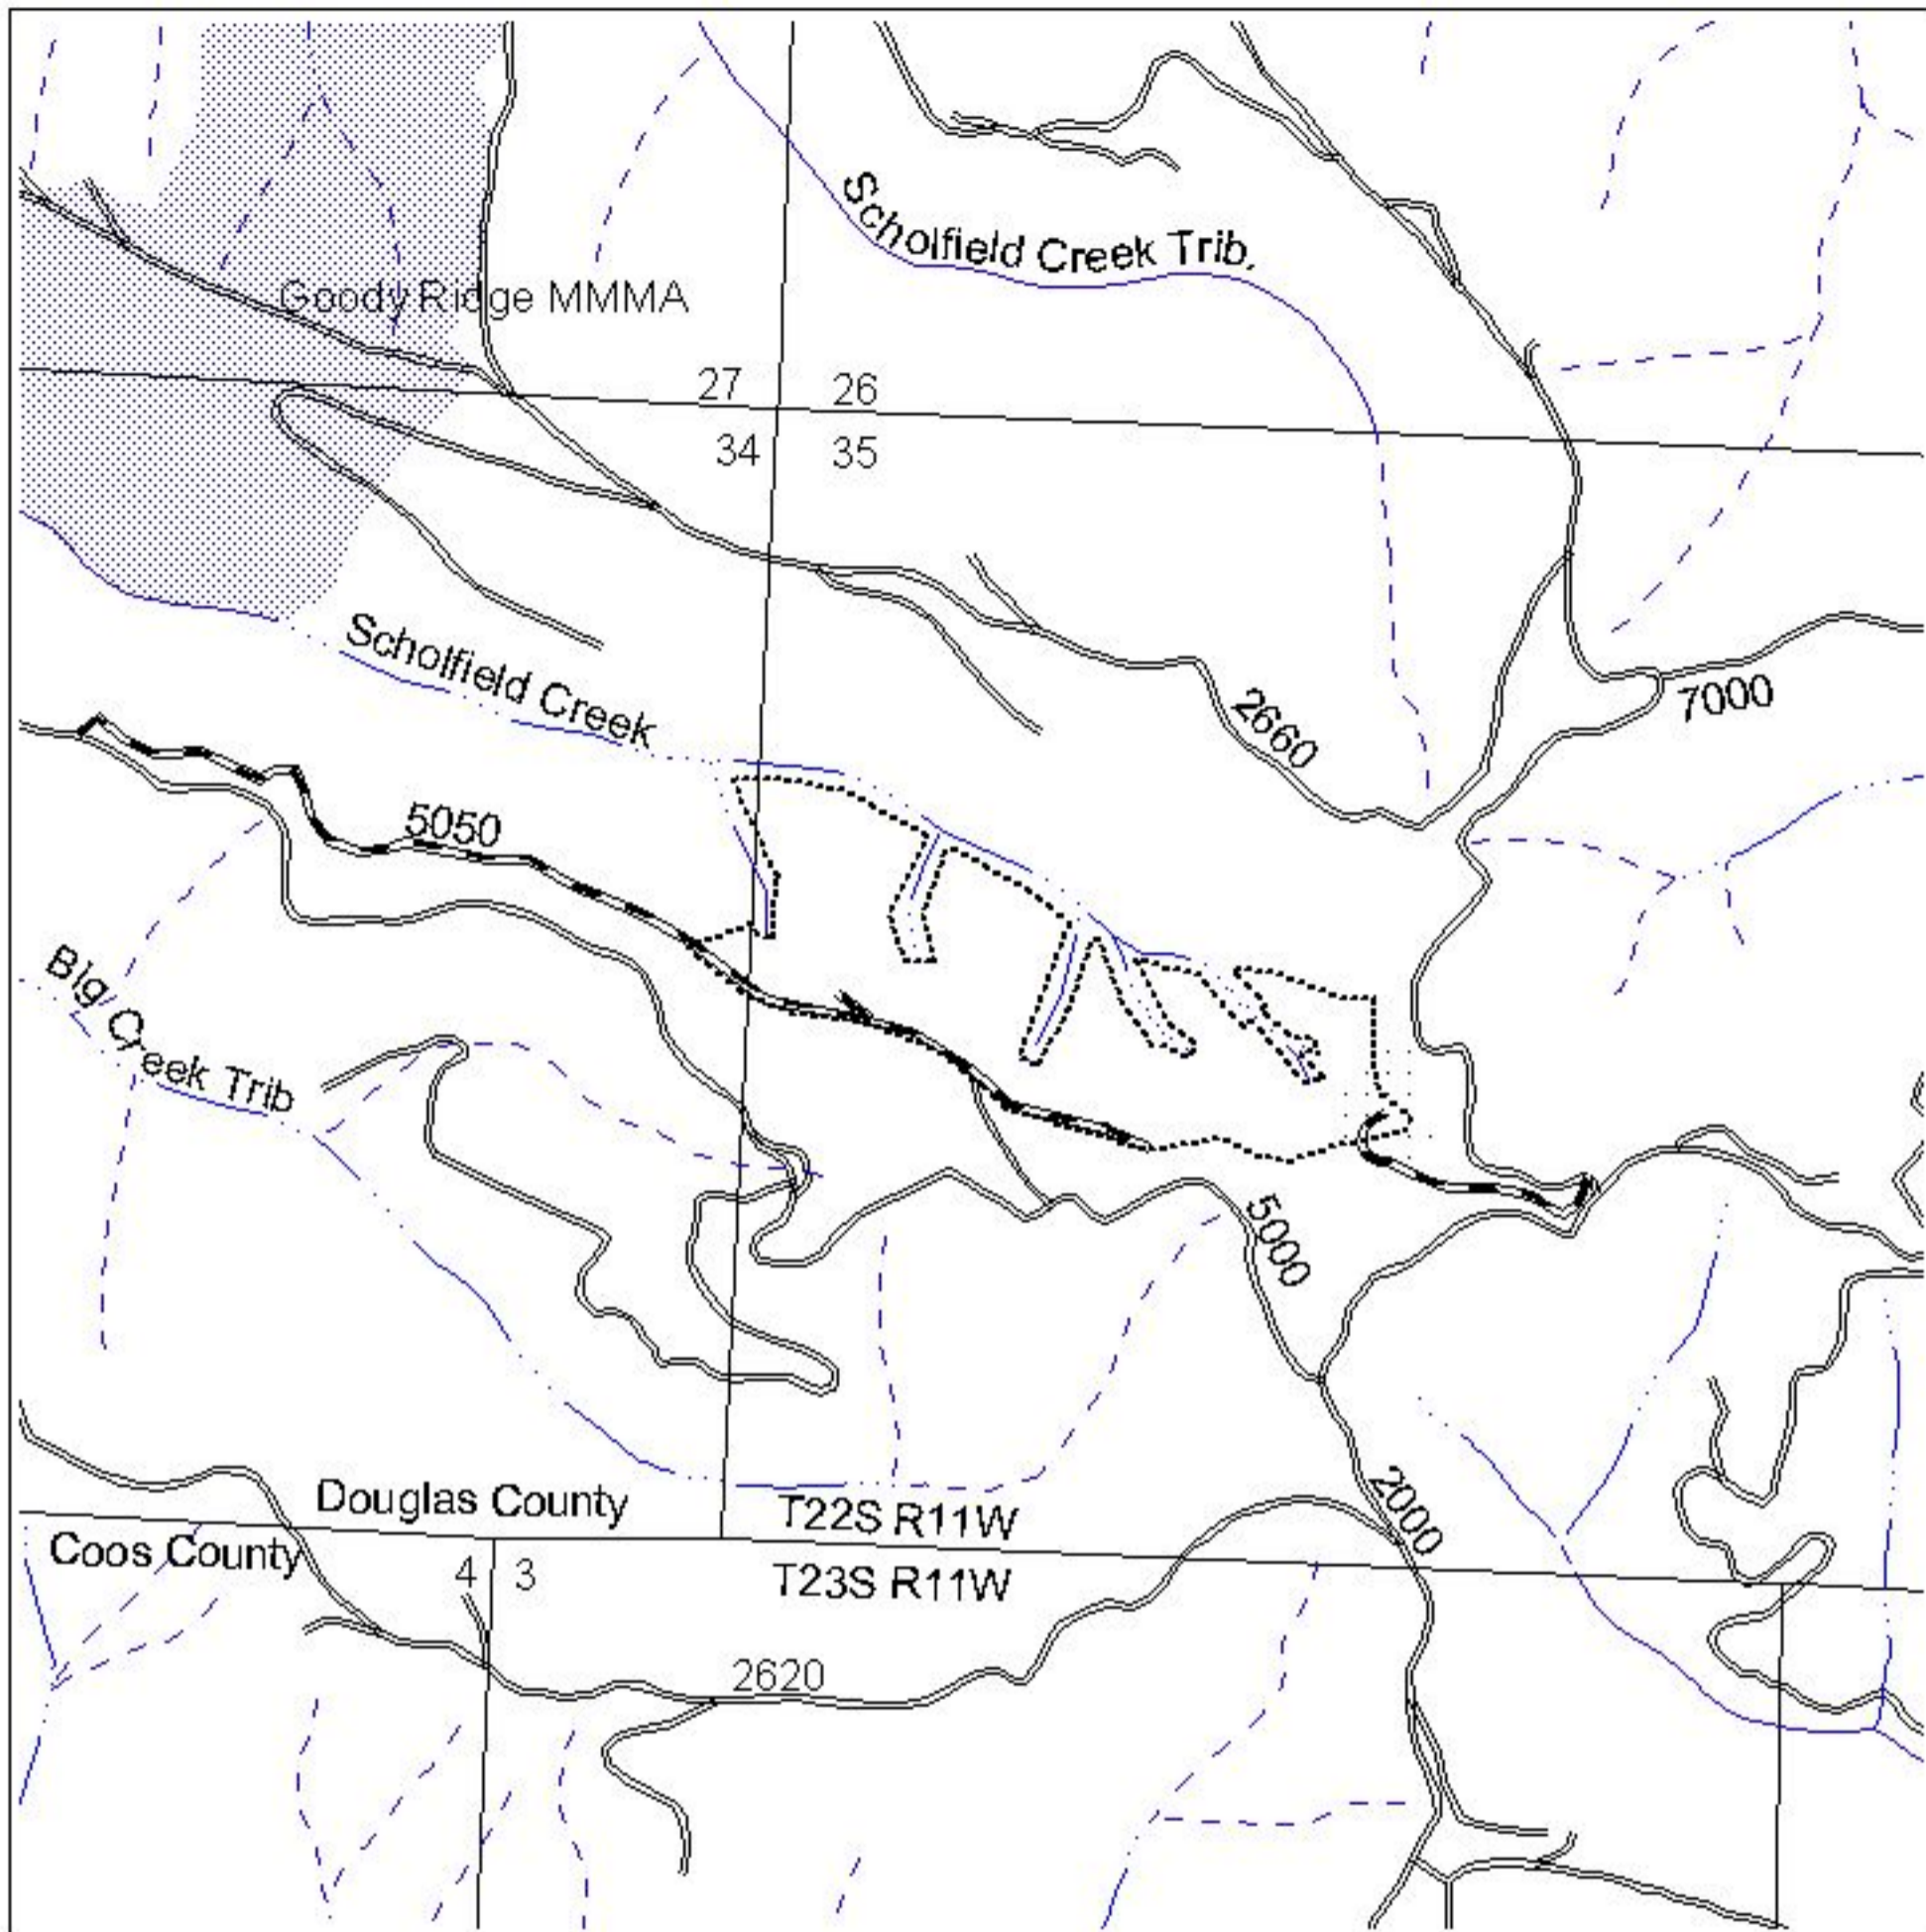 Scholfield Creek Trib.
Goody Ridge MMMA
27 26
34 35
Scholfield Creek
2660
7000
5050
Big Creek Trib
5000
Douglas County
T22S R11W
2000
Coos County
4 3
T23S R11W
2620